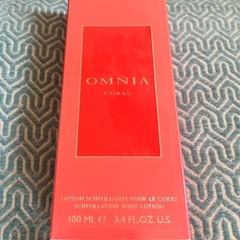 OMNIA
CORAL
LOTION SCINTILLANTE POUR LE CORPS
SCINTILLATING BODY LOTION
100 ML ℮ 3.4 FL.OZ. U.S.